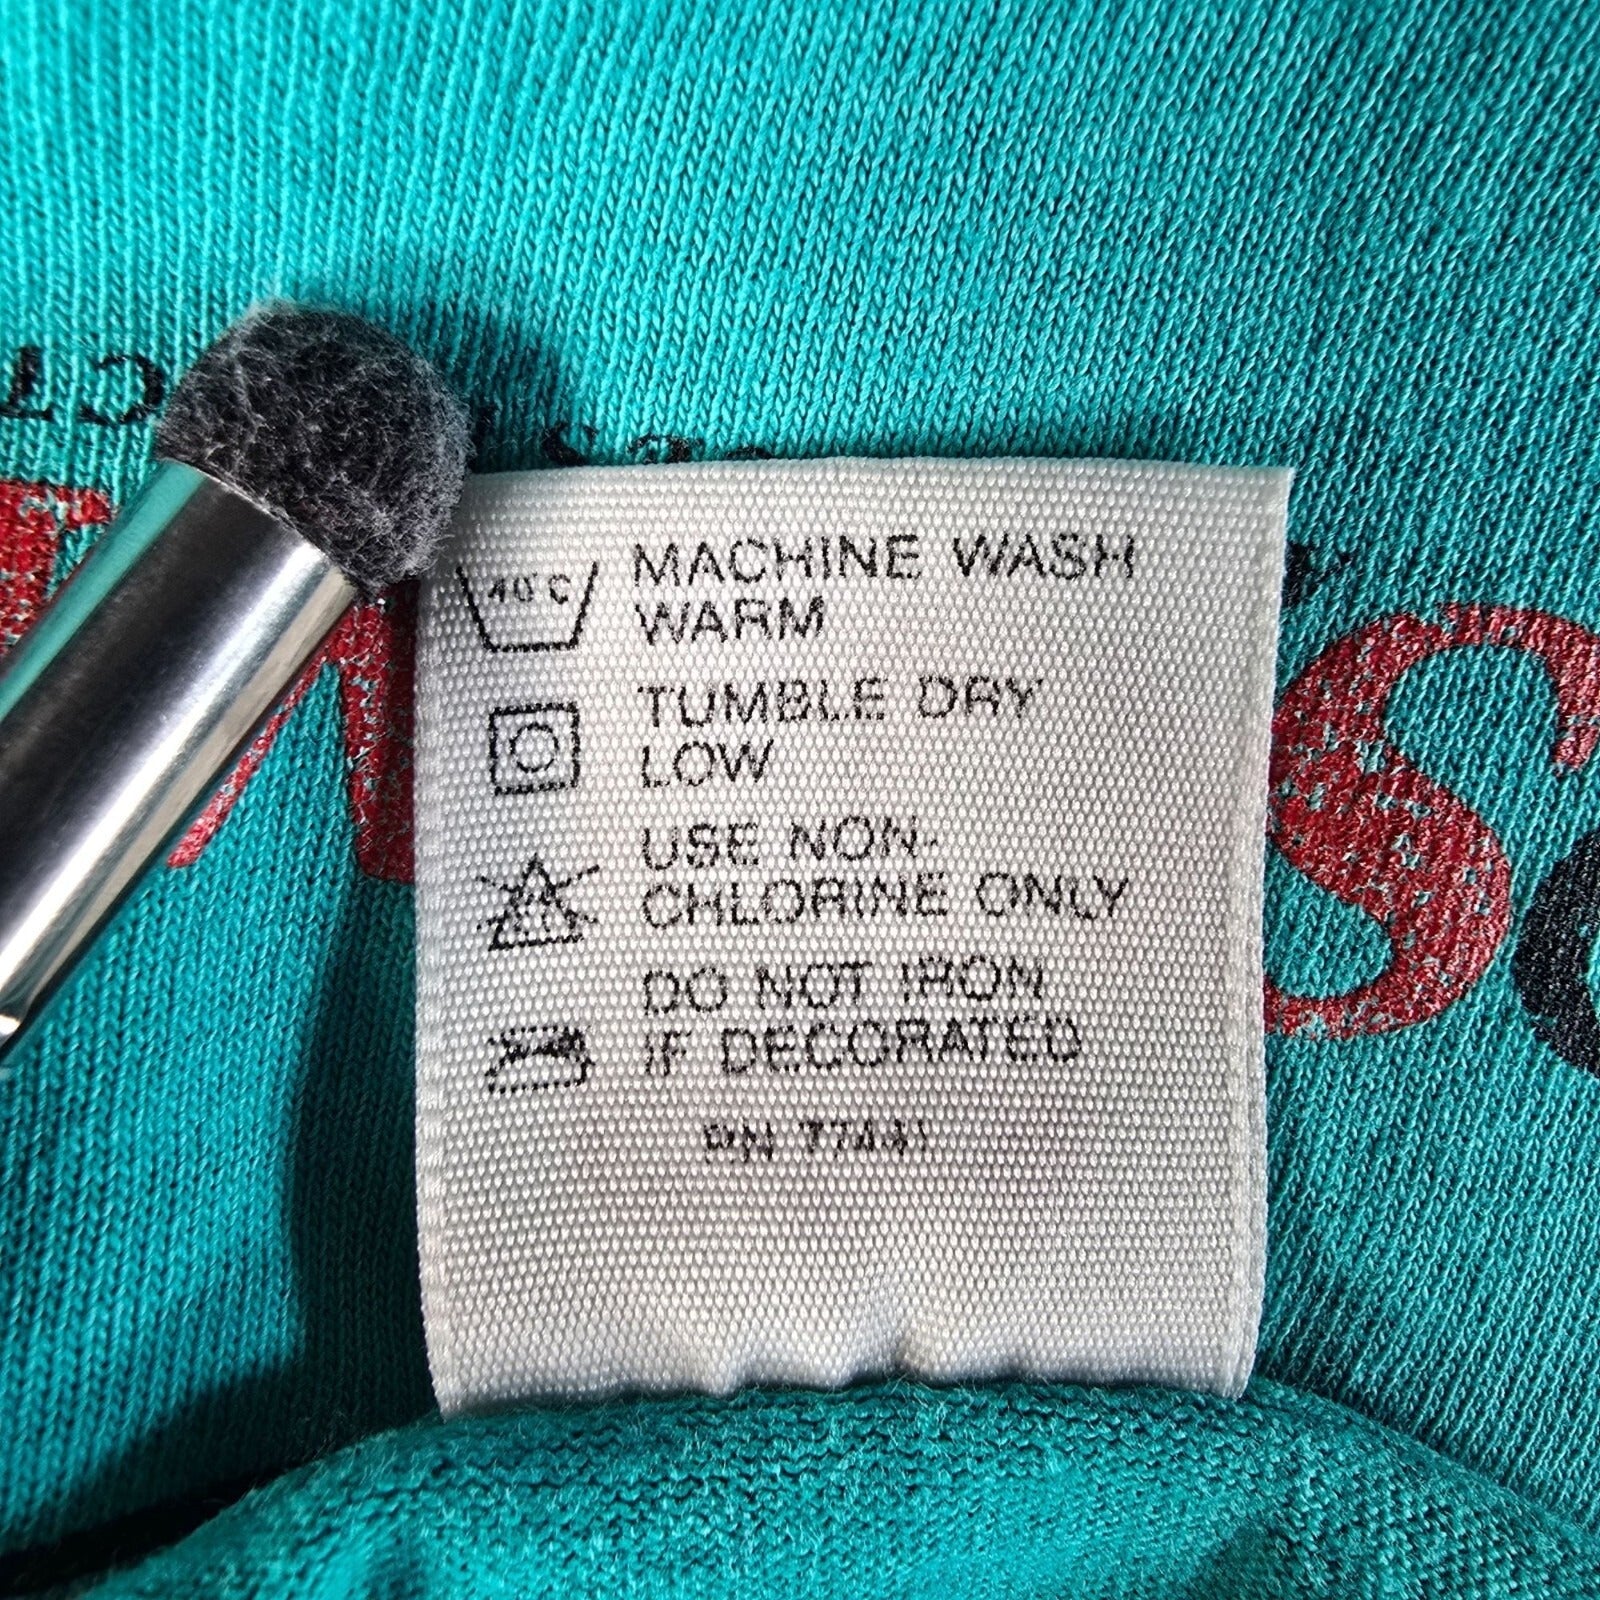 40°C
MACHINE WASH
WARM
TUMBLE DRY
LOW
USE NON-
CHLORINE ONLY
DO NOT IRON
IF DECORATED
RN 77441